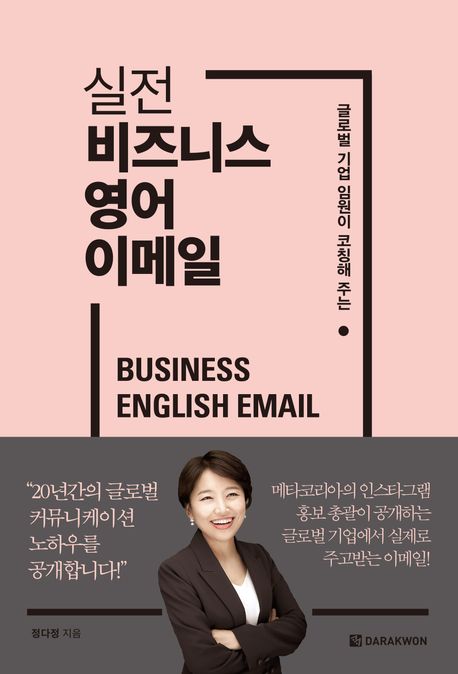 실전
비즈니스
영어
이메일
글로벌 기업 임원이 코칭해 주는
BUSINESS
ENGLISH EMAIL
“20년간의 글로벌
커뮤니케이션
노하우를
공개합니다!”
메타코리아의 인스타그램
홍보 총괄이 공개하는
글로벌 기업에서 실제로
주고받는 이메일!
정다정 지음
DARAKWON